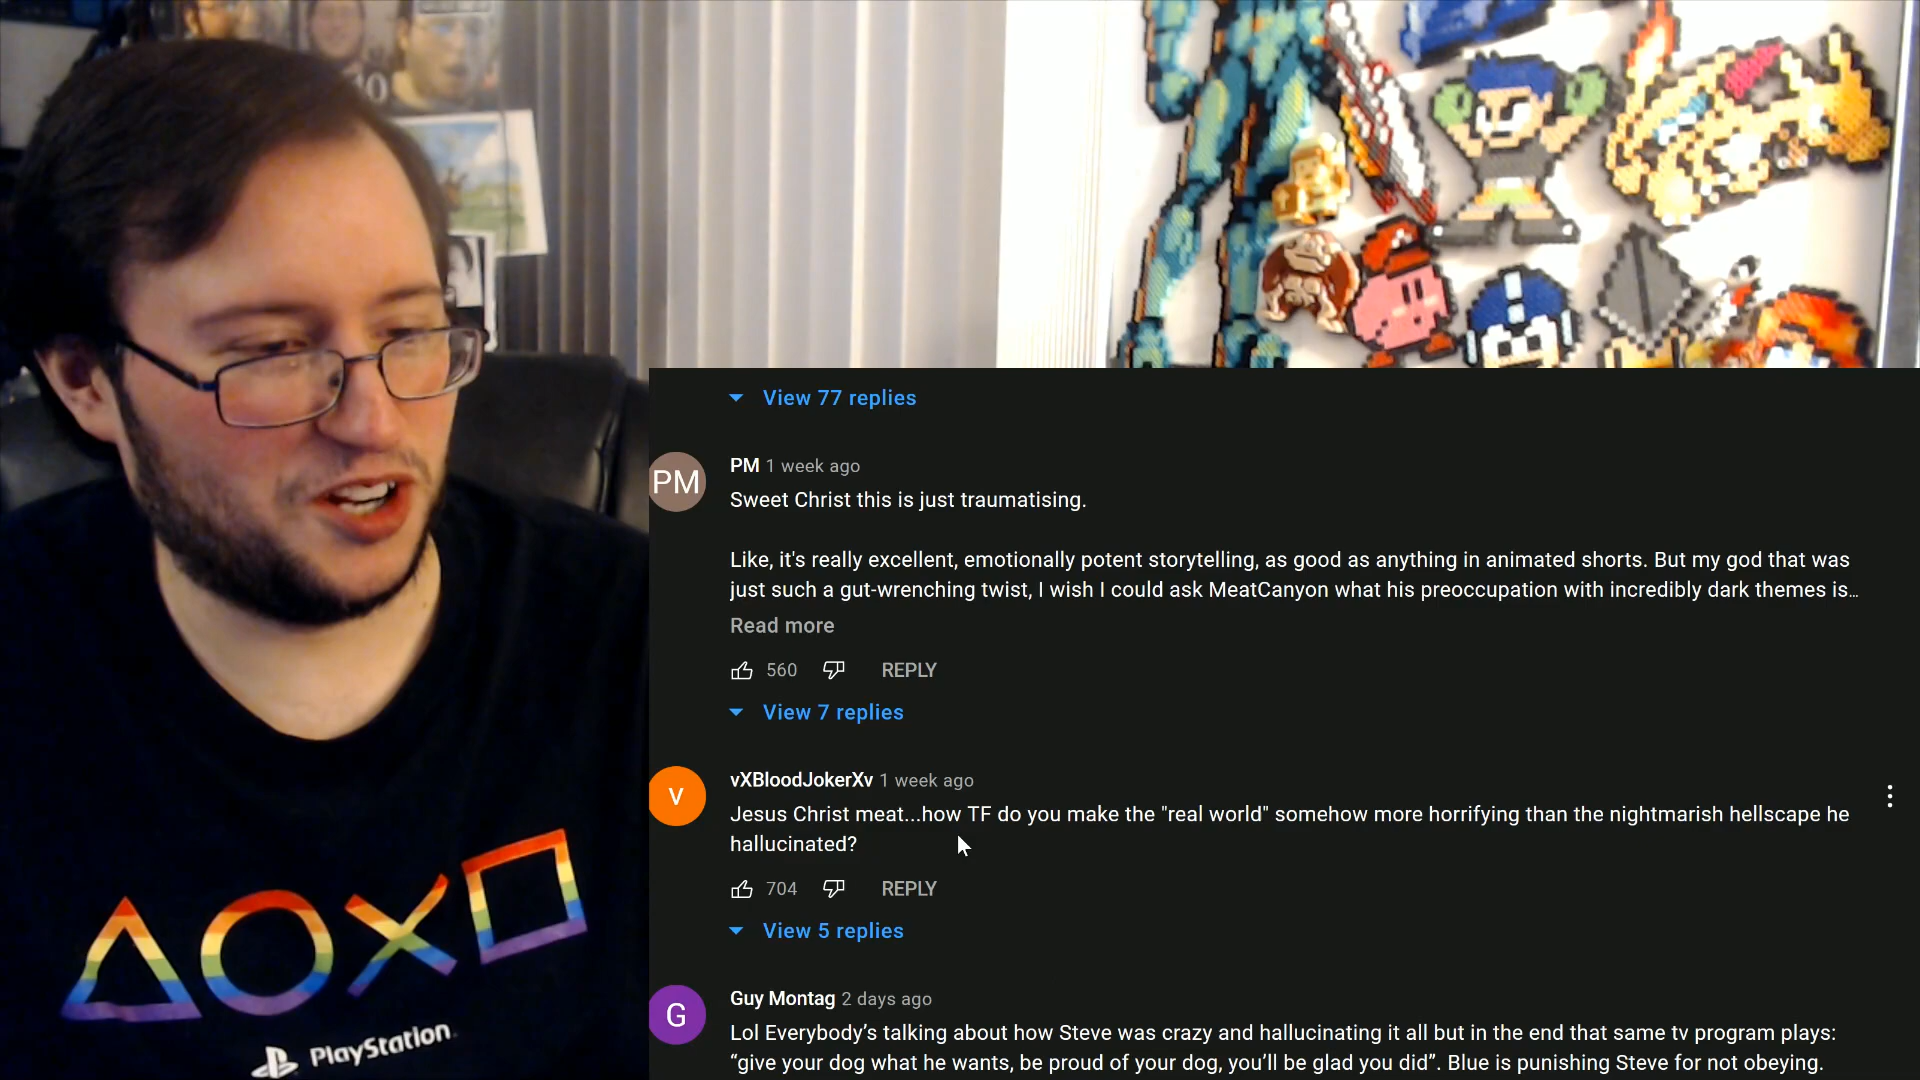 View 77 replies
PM
PM 1 week ago
Sweet Christ this is just traumatising.
Like, it's really excellent, emotionally potent storytelling, as good as anything in animated shorts. But my god that was
just such a gut-wrenching twist, I wish I could ask MeatCanyon what his preoccupation with incredibly dark themes is…
Read more
560 REPLY
View 7 replies
V
vXBloodJokerXv 1 week ago
Jesus Christ meat...how TF do you make the "real world" somehow more horrifying than the nightmarish hellscape he
hallucinated?
704 REPLY
View 5 replies
G
Guy Montag 2 days ago
Lol Everybody’s talking about how Steve was crazy and hallucinating it all but in the end that same tv program plays:
“give your dog what he wants, be proud of your dog, you’ll be glad you did”. Blue is punishing Steve for not obeying.
PlayStation